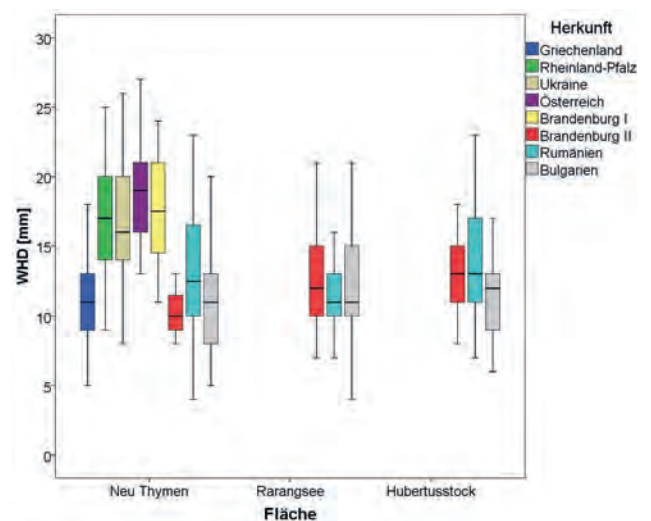 Herkunft
Griechenland
Rheinland-Pfalz
Ukraine
Österreich
Brandenburg I
Brandenburg II
Rumänien
Bulgarien
WHD [mm]
30
25
20
15
10
5
0
Neu Thymen Rarangsee Hubertusstock
Fläche